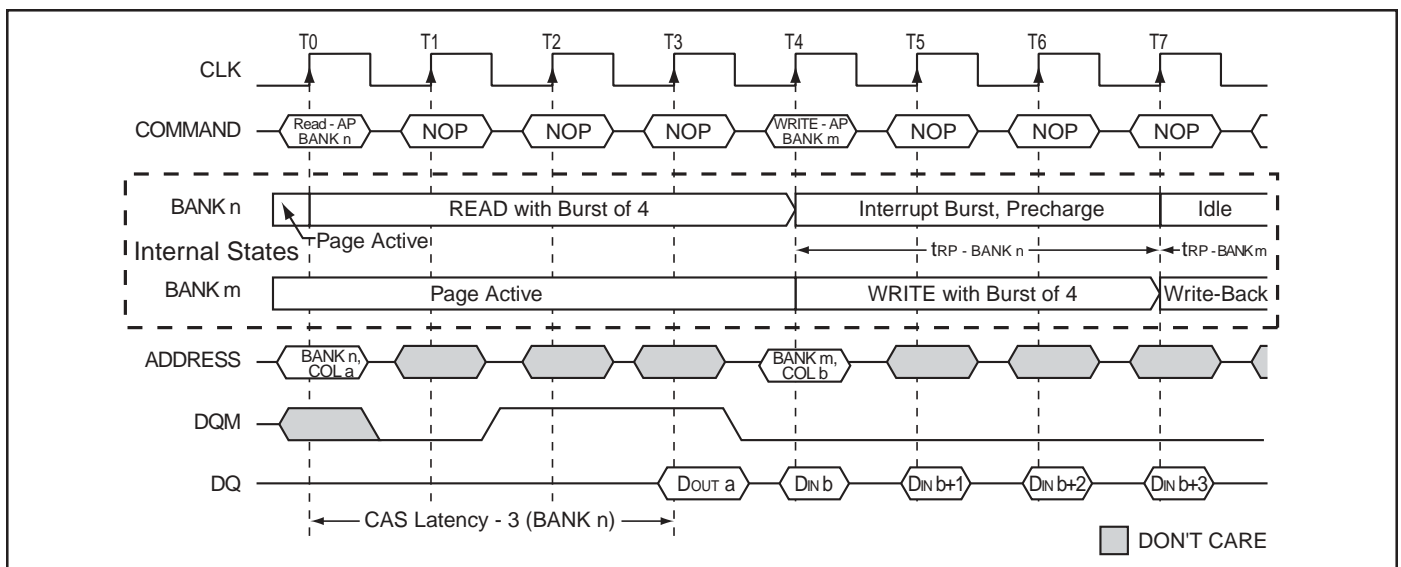 T0 T1 T2 T3 T4 T5 T6 T7
CLK
COMMAND Read - AP BANK n NOP NOP NOP WRITE - AP BANK m NOP NOP NOP
BANK n READ with Burst of 4 Interrupt Burst, Precharge Idle
Internal States Page Active tRP - BANK n tRP - BANK m
BANK m Page Active WRITE with Burst of 4 Write-Back
ADDRESS BANK n, COL a BANK m, COL b
DQM
DQ DOUT a DIN b DIN b+1 DIN b+2 DIN b+3
CAS Latency - 3 (BANK n)
DON'T CARE